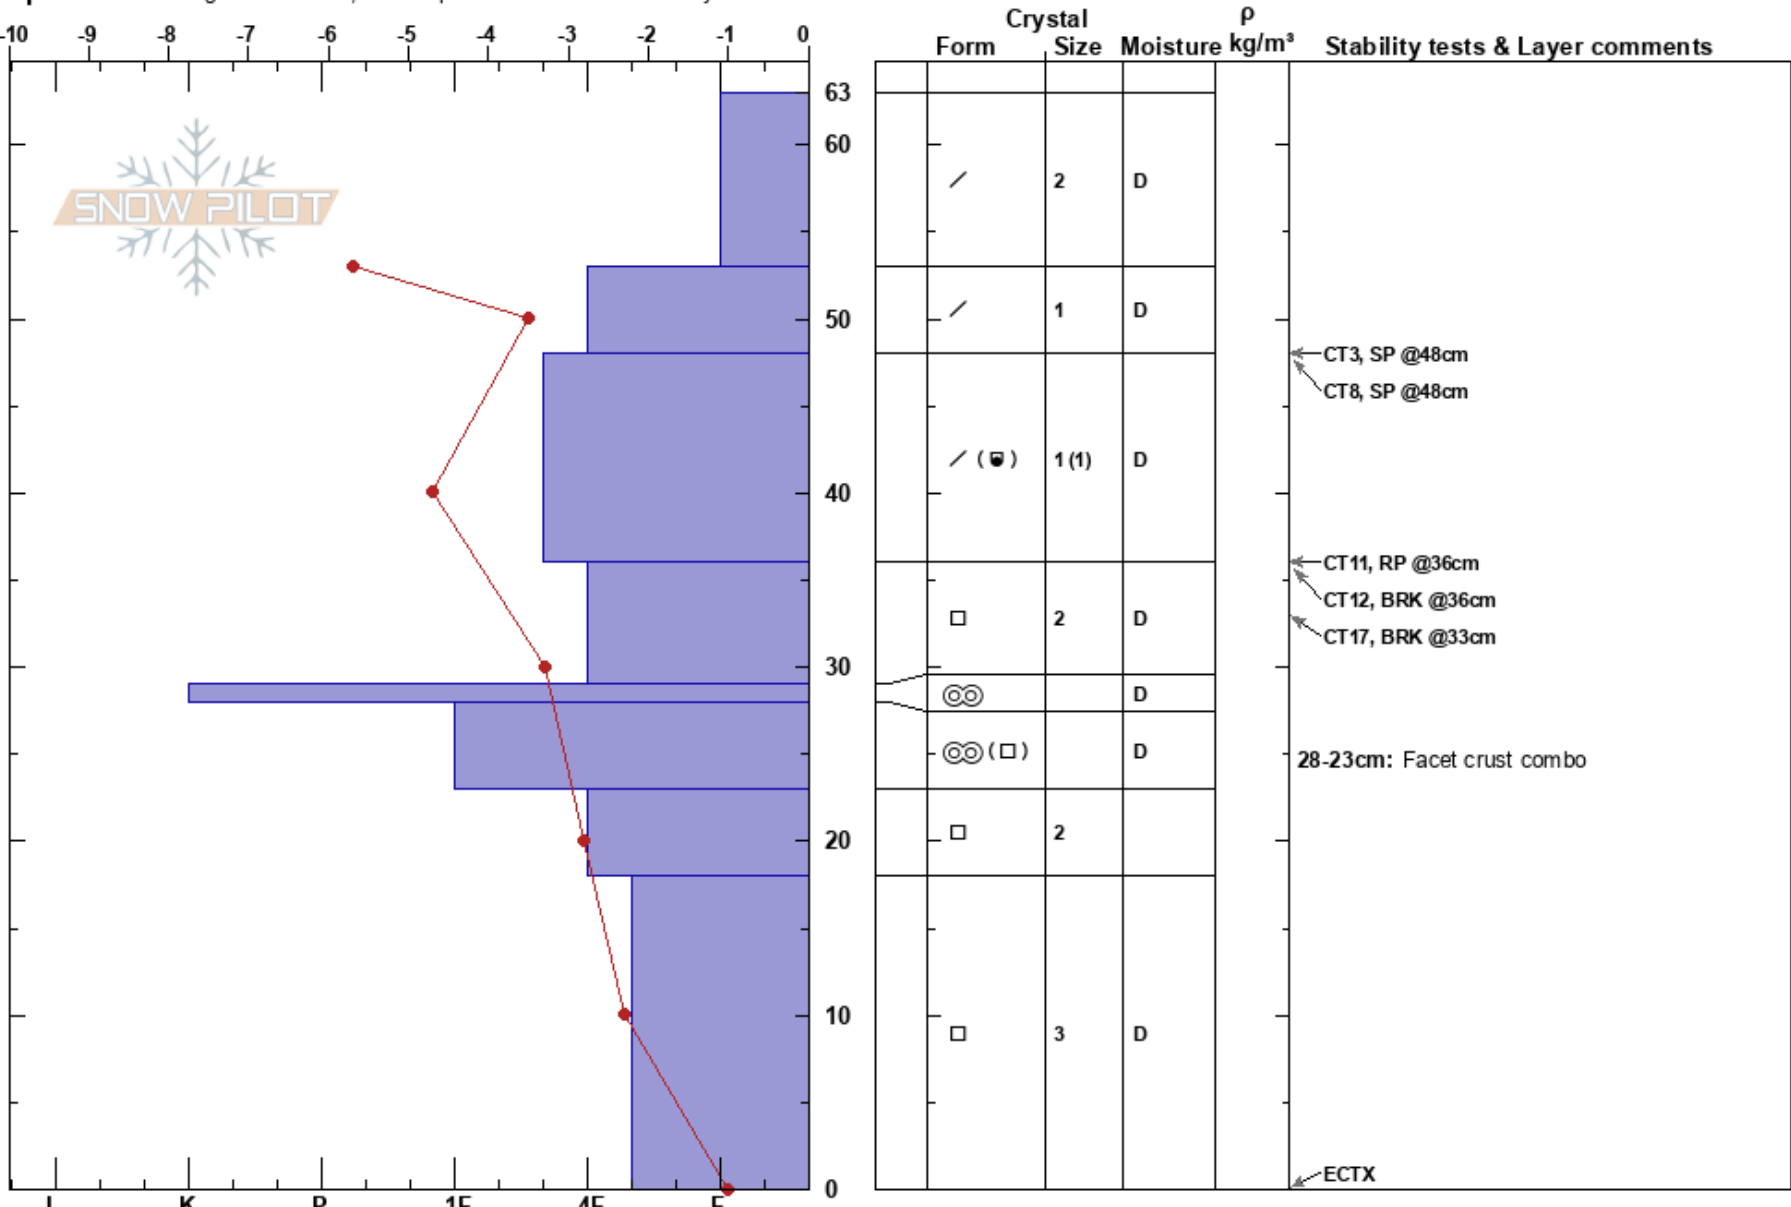 Crystal ρ
-10 -9 -8 -7 -6 -5 -4 -3 -2 -1 0
Form Size Moisture kg/m³ Stability tests & Layer comments
63
60
SNOW PILOT
2 D
50
1 D
CT3, SP @48cm
CT8, SP @48cm
( ) 1 (1) D
40
CT11, RP @36cm
CT12, BRK @36cm
2 D
CT17, BRK @33cm
30
D
( ) D
28-23cm: Facet crust combo
20
2
10
3 D
ECTX
0
I K P 1F 4F F